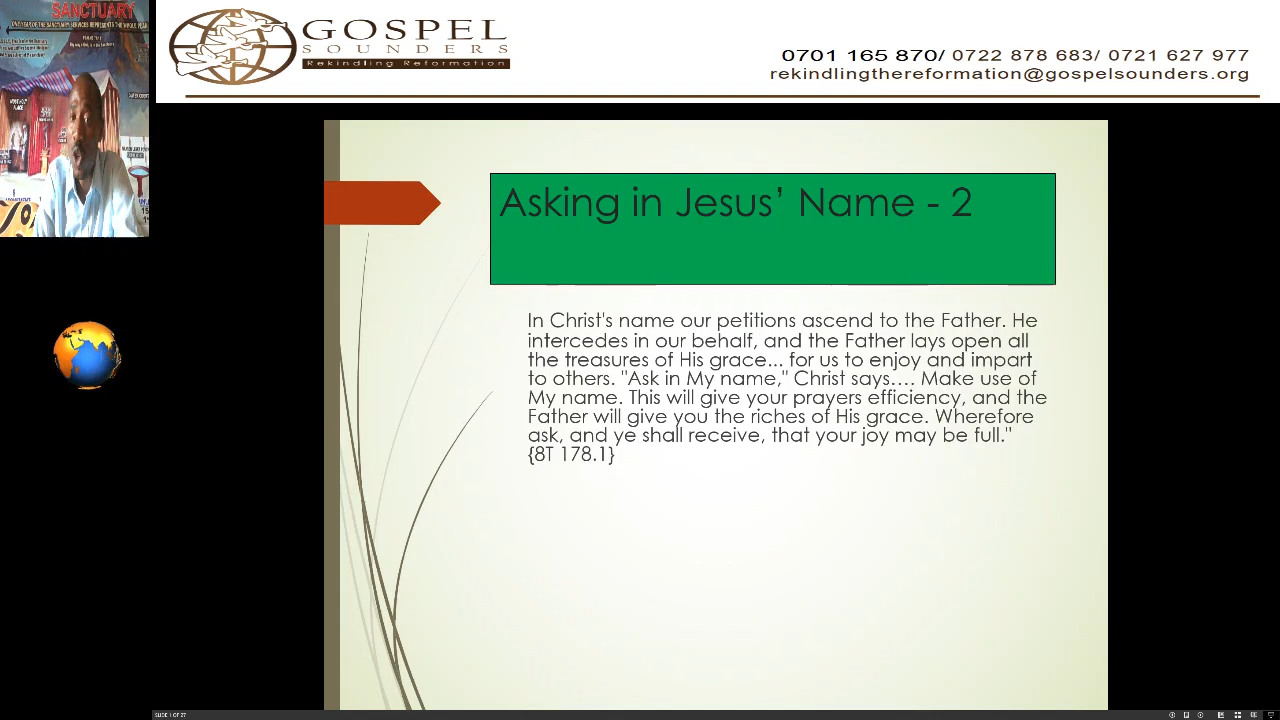 SANCTUARY
GOSPEL
SOUNDERS
Rekindling Reformation
0701 165 870/ 0722 878 683/ 0721 627 977
rekindlingthereformation@gospelsounders.org
Asking in Jesus’ Name - 2
In Christ's name our petitions ascend to the Father. He
intercedes in our behalf, and the Father lays open all
the treasures of His grace... for us to enjoy and impart
to others. "Ask in My name," Christ says.... Make use of
My name. This will give your prayers efficiency, and the
Father will give you the riches of His grace. Wherefore
ask, and ye shall receive, that your joy may be full."
{8T 178.1}
SLIDE 1 OF 27